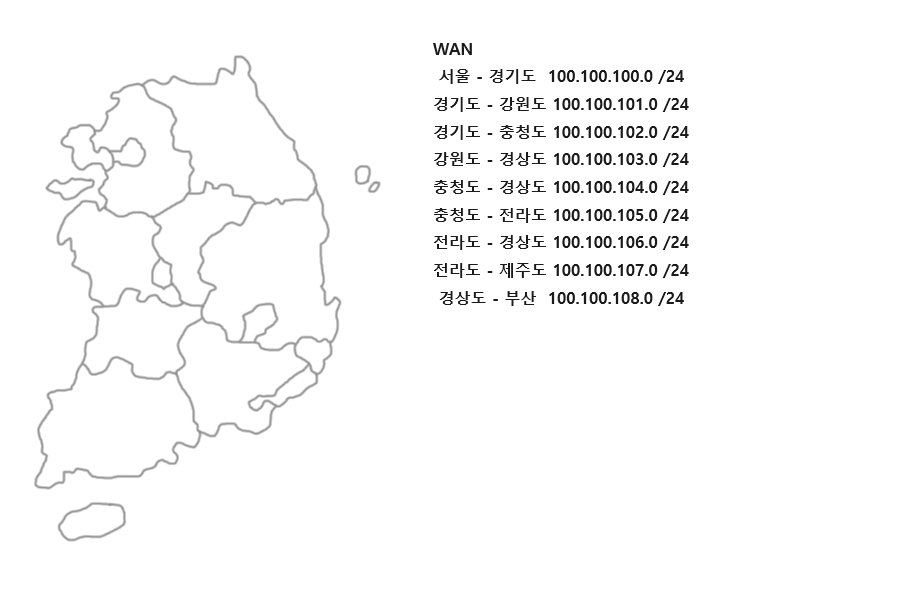 WAN
서울 - 경기도 100.100.100.0 /24
경기도 - 강원도 100.100.101.0 /24
경기도 - 충청도 100.100.102.0 /24
강원도 - 경상도 100.100.103.0 /24
충청도 - 경상도 100.100.104.0 /24
충청도 - 전라도 100.100.105.0 /24
전라도 - 경상도 100.100.106.0 /24
전라도 - 제주도 100.100.107.0 /24
경상도 - 부산 100.100.108.0 /24